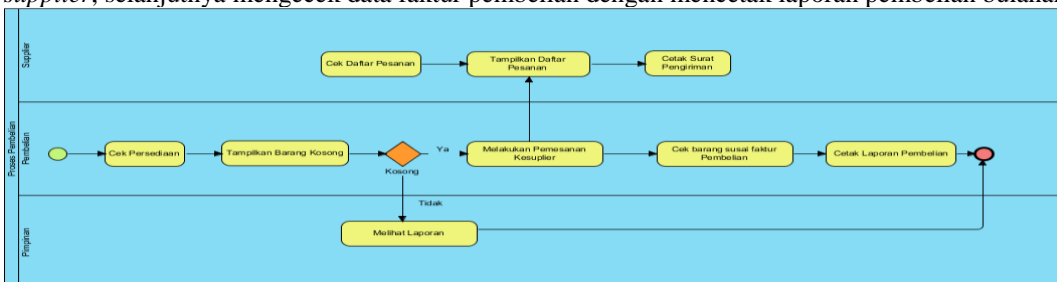 supplier, selanjutnya mengecek data faktur pembelian dengan mencetak laporan pembelian bulanan
Proses Pembelian
Supplier
Cek Daftar Pesanan
Tampilkan Daftar
Pesanan
Cetak Surat
Pengiriman
Pembelian
Cek Persediaan
Tampilkan Barang Kosong
Kosong
Ya
Melakukan Pemesanan
Kesuplier
Cek barang susai faktur
Pembelian
Cetak Laporan Pembelian
Tidak
Pimpinan
Melihat Laporan